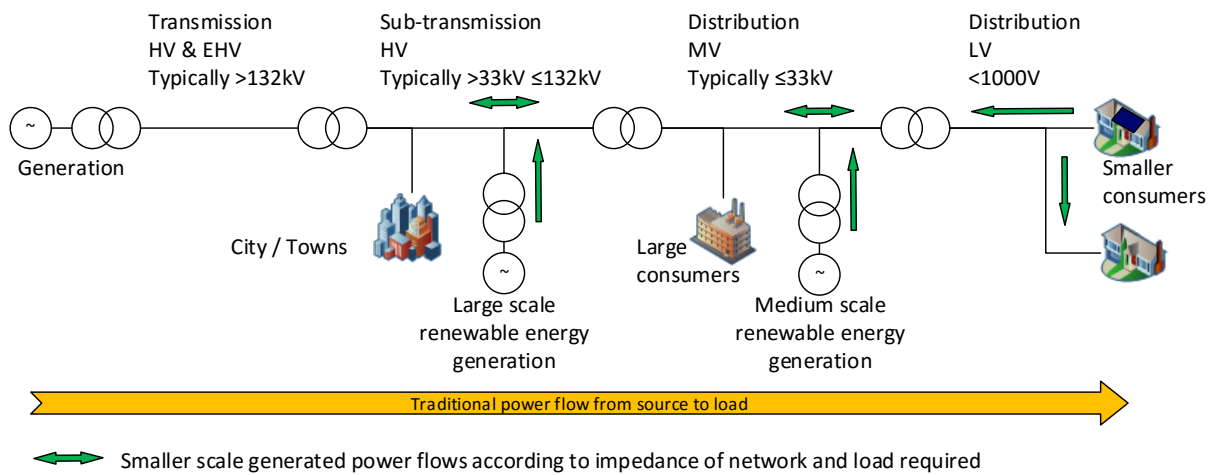 Transmission
HV & EHV
Typically >132kV
Sub-transmission
HV
Typically >33kV ≤132kV
Distribution
MV
Typically ≤33kV
Distribution
LV
<1000V
~
Generation
City / Towns
~
Large scale
renewable energy
generation
Large
consumers
~
Medium scale
renewable energy
generation
Smaller
consumers
Traditional power flow from source to load
Smaller scale generated power flows according to impedance of network and load required